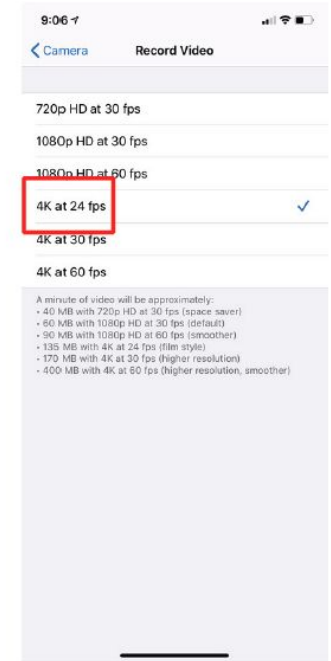 9:06
Camera
Record Video
720p HD at 30 fps
1080p HD at 30 fps
1080p HD at 60 fps
4K at 24 fps
4K at 30 fps
4K at 60 fps
A minute of video will be approximately:
• 40 MB with 720p HD at 30 fps (space saver)
• 60 MB with 1080p HD at 30 fps (default)
• 90 MB with 1080p HD at 60 fps (smoother)
• 135 MB with 4K at 24 fps (film style)
• 170 MB with 4K at 30 fps (higher resolution)
• 400 MB with 4K at 60 fps (higher resolution, smoother)